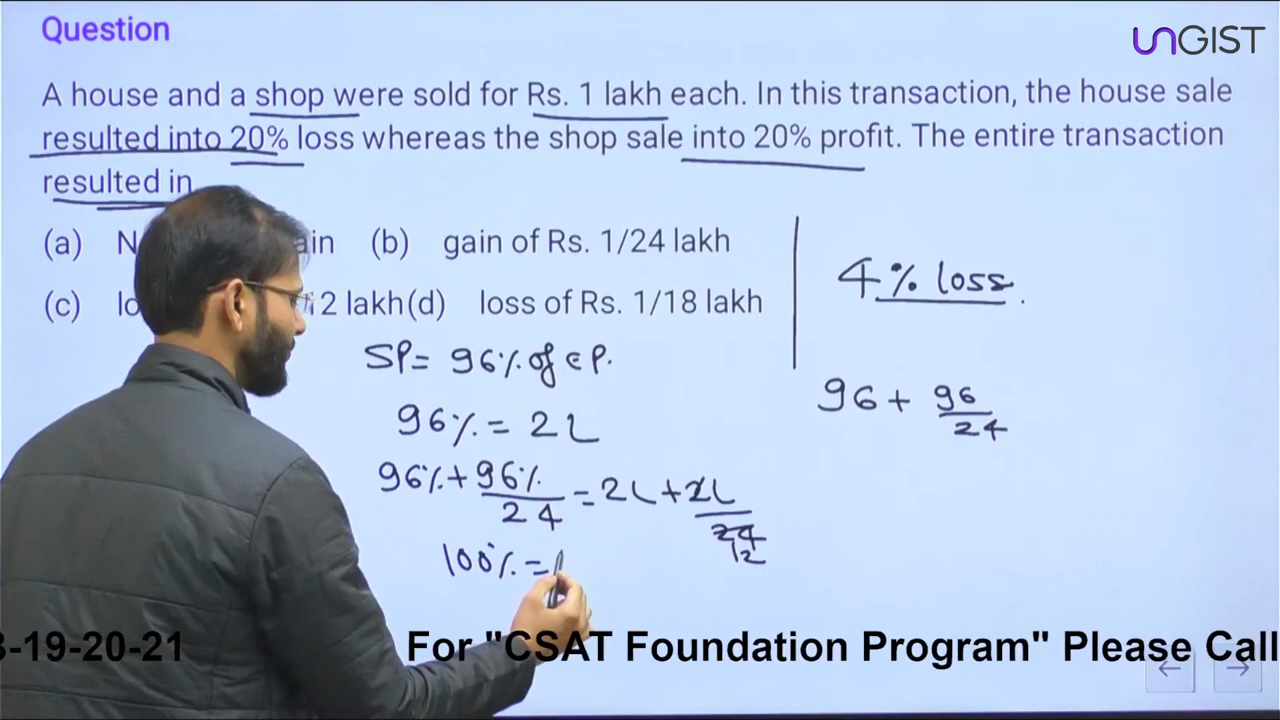 Question
UNGIST
A house and a shop were sold for Rs. 1 lakh each. In this transaction, the house sale
resulted into 20% loss whereas the shop sale into 20% profit. The entire transaction
resulted in
(a) N ain (b) gain of Rs. 1/24 lakh
(c) lo 2 lakh(d) loss of Rs. 1/18 lakh
4% loss.
SP= 96% of CP.
96 + 96/24
96% = 2L
96% + 96%/24 = 2L + 2L/24
12
100% =
3-19-20-21 For "CSAT Foundation Program" Please Call
← →